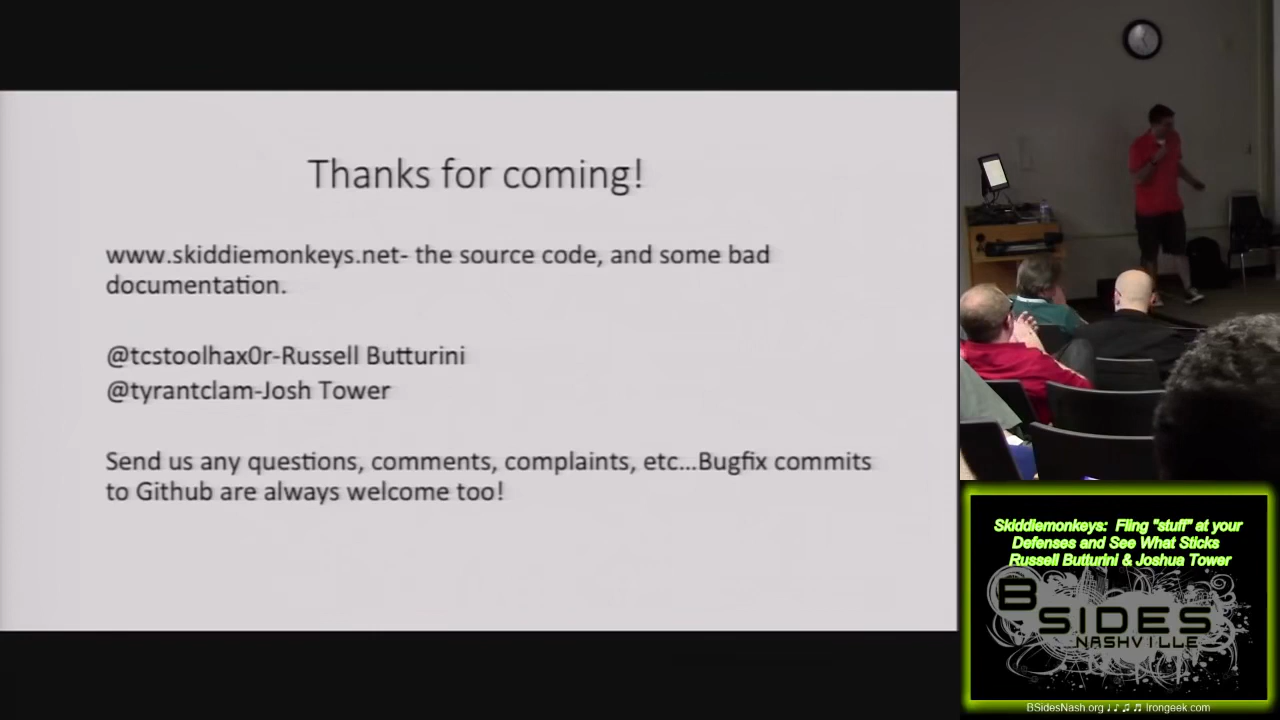 Thanks for coming!
www.skiddiemonkeys.net- the source code, and some bad
documentation.
@tcstoolhax0r-Russell Butturini
@tyrantclam-Josh Tower
Send us any questions, comments, complaints, etc...Bugfix commits
to Github are always welcome too!
Skiddiemonkeys: Fling "stuff" at your
Defenses and See What Sticks
Russell Butturini & Joshua Tower
BSIDES
NASHVILLE
BSidesNash.org ♩♪♫♬ Irongeek.com